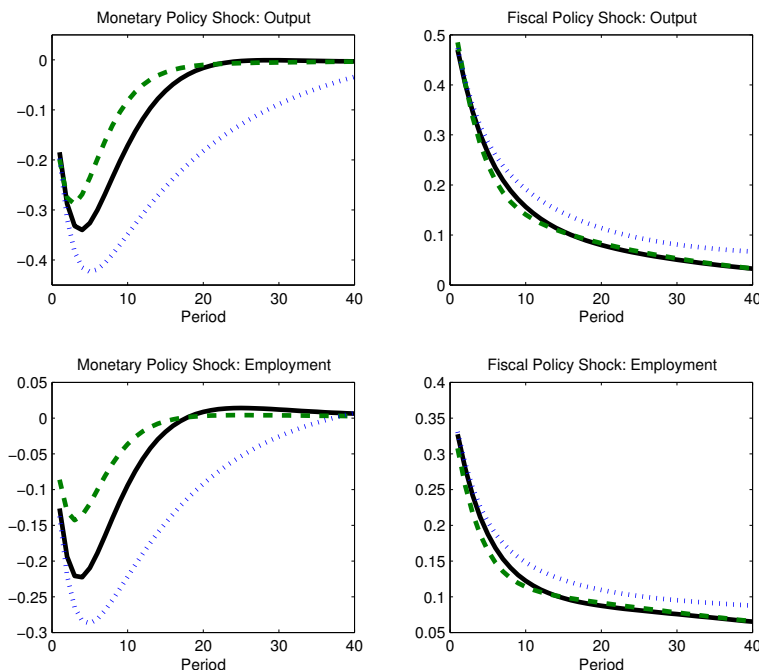 Monetary Policy Shock: Output
0
−0.1
−0.2
−0.3
−0.4
0 10 20 30 40
Period
Fiscal Policy Shock: Output
0.5
0.4
0.3
0.2
0.1
0
0 10 20 30 40
Period
Monetary Policy Shock: Employment
0.05
0
−0.05
−0.1
−0.15
−0.2
−0.25
−0.3
0 10 20 30 40
Period
Fiscal Policy Shock: Employment
0.4
0.35
0.3
0.25
0.2
0.15
0.1
0.05
0 10 20 30 40
Period